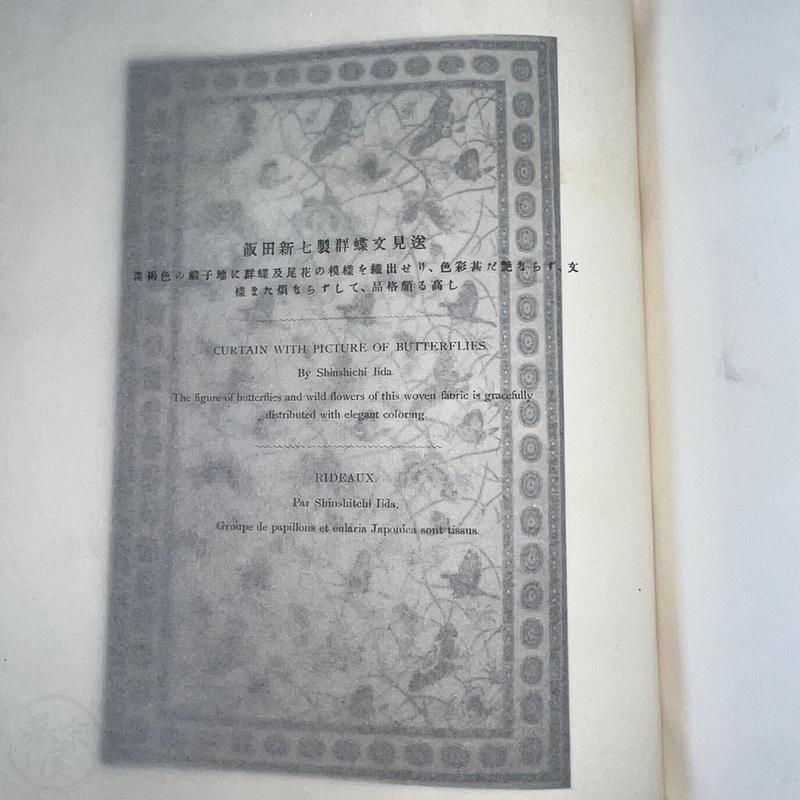 飯田新七製群蝶文見送
淡褐色の緞子地に群蝶及尾花の模樣を織出せり、色彩甚だ艶ならず、文
樣また煩ならずして、品格頗る高し
CURTAIN WITH PICTURE OF BUTTERFLIES.
By Shinshichi Iida.
The figure of butterflies and wild flowers of this woven fabric is gracefully
distributed with elegant coloring.
RIDEAUX.
Par Shinshitchi Iida,
Groupe de papillons et eularia Japonica sont tissus.